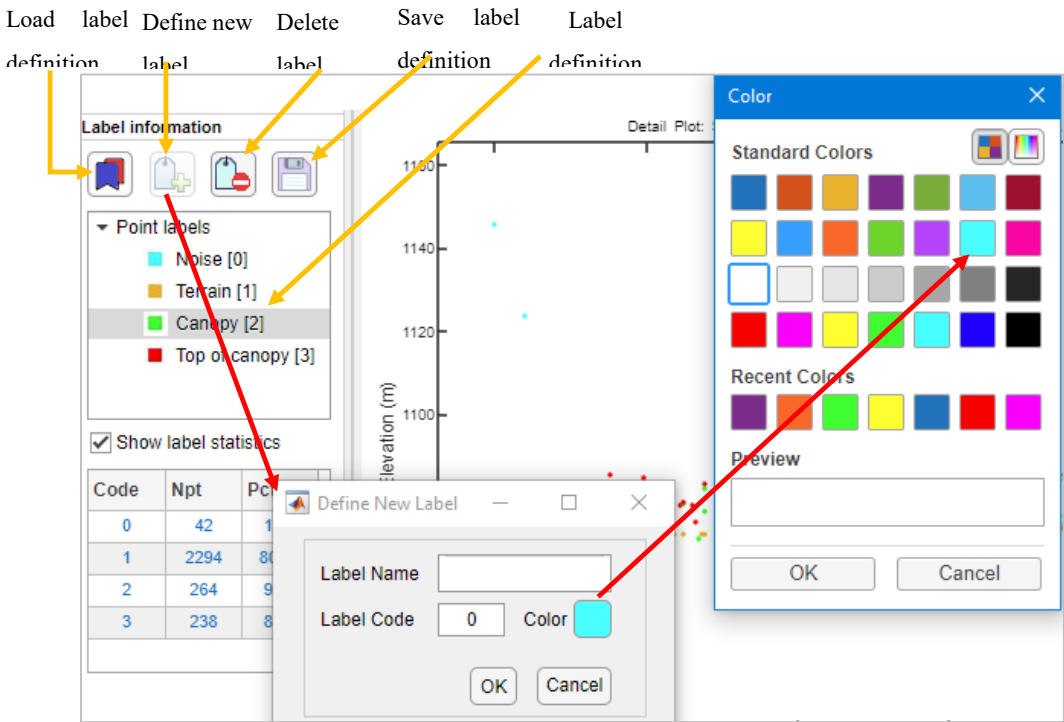 Load label definition
Define new label
Delete label
Save label definition
Label definition
Label information
Point labels
Noise [0]
Terrain [1]
Canopy [2]
Top of canopy [3]
Show label statistics
Code Npt
0 42
1 2294
2 264
3 238
Detail Plot:
1160
1140
1120
1100
Elevation (m)
Define New Label
Label Name
Label Code 0 Color
OK Cancel
Color
Standard Colors
Recent Colors
Preview
OK Cancel